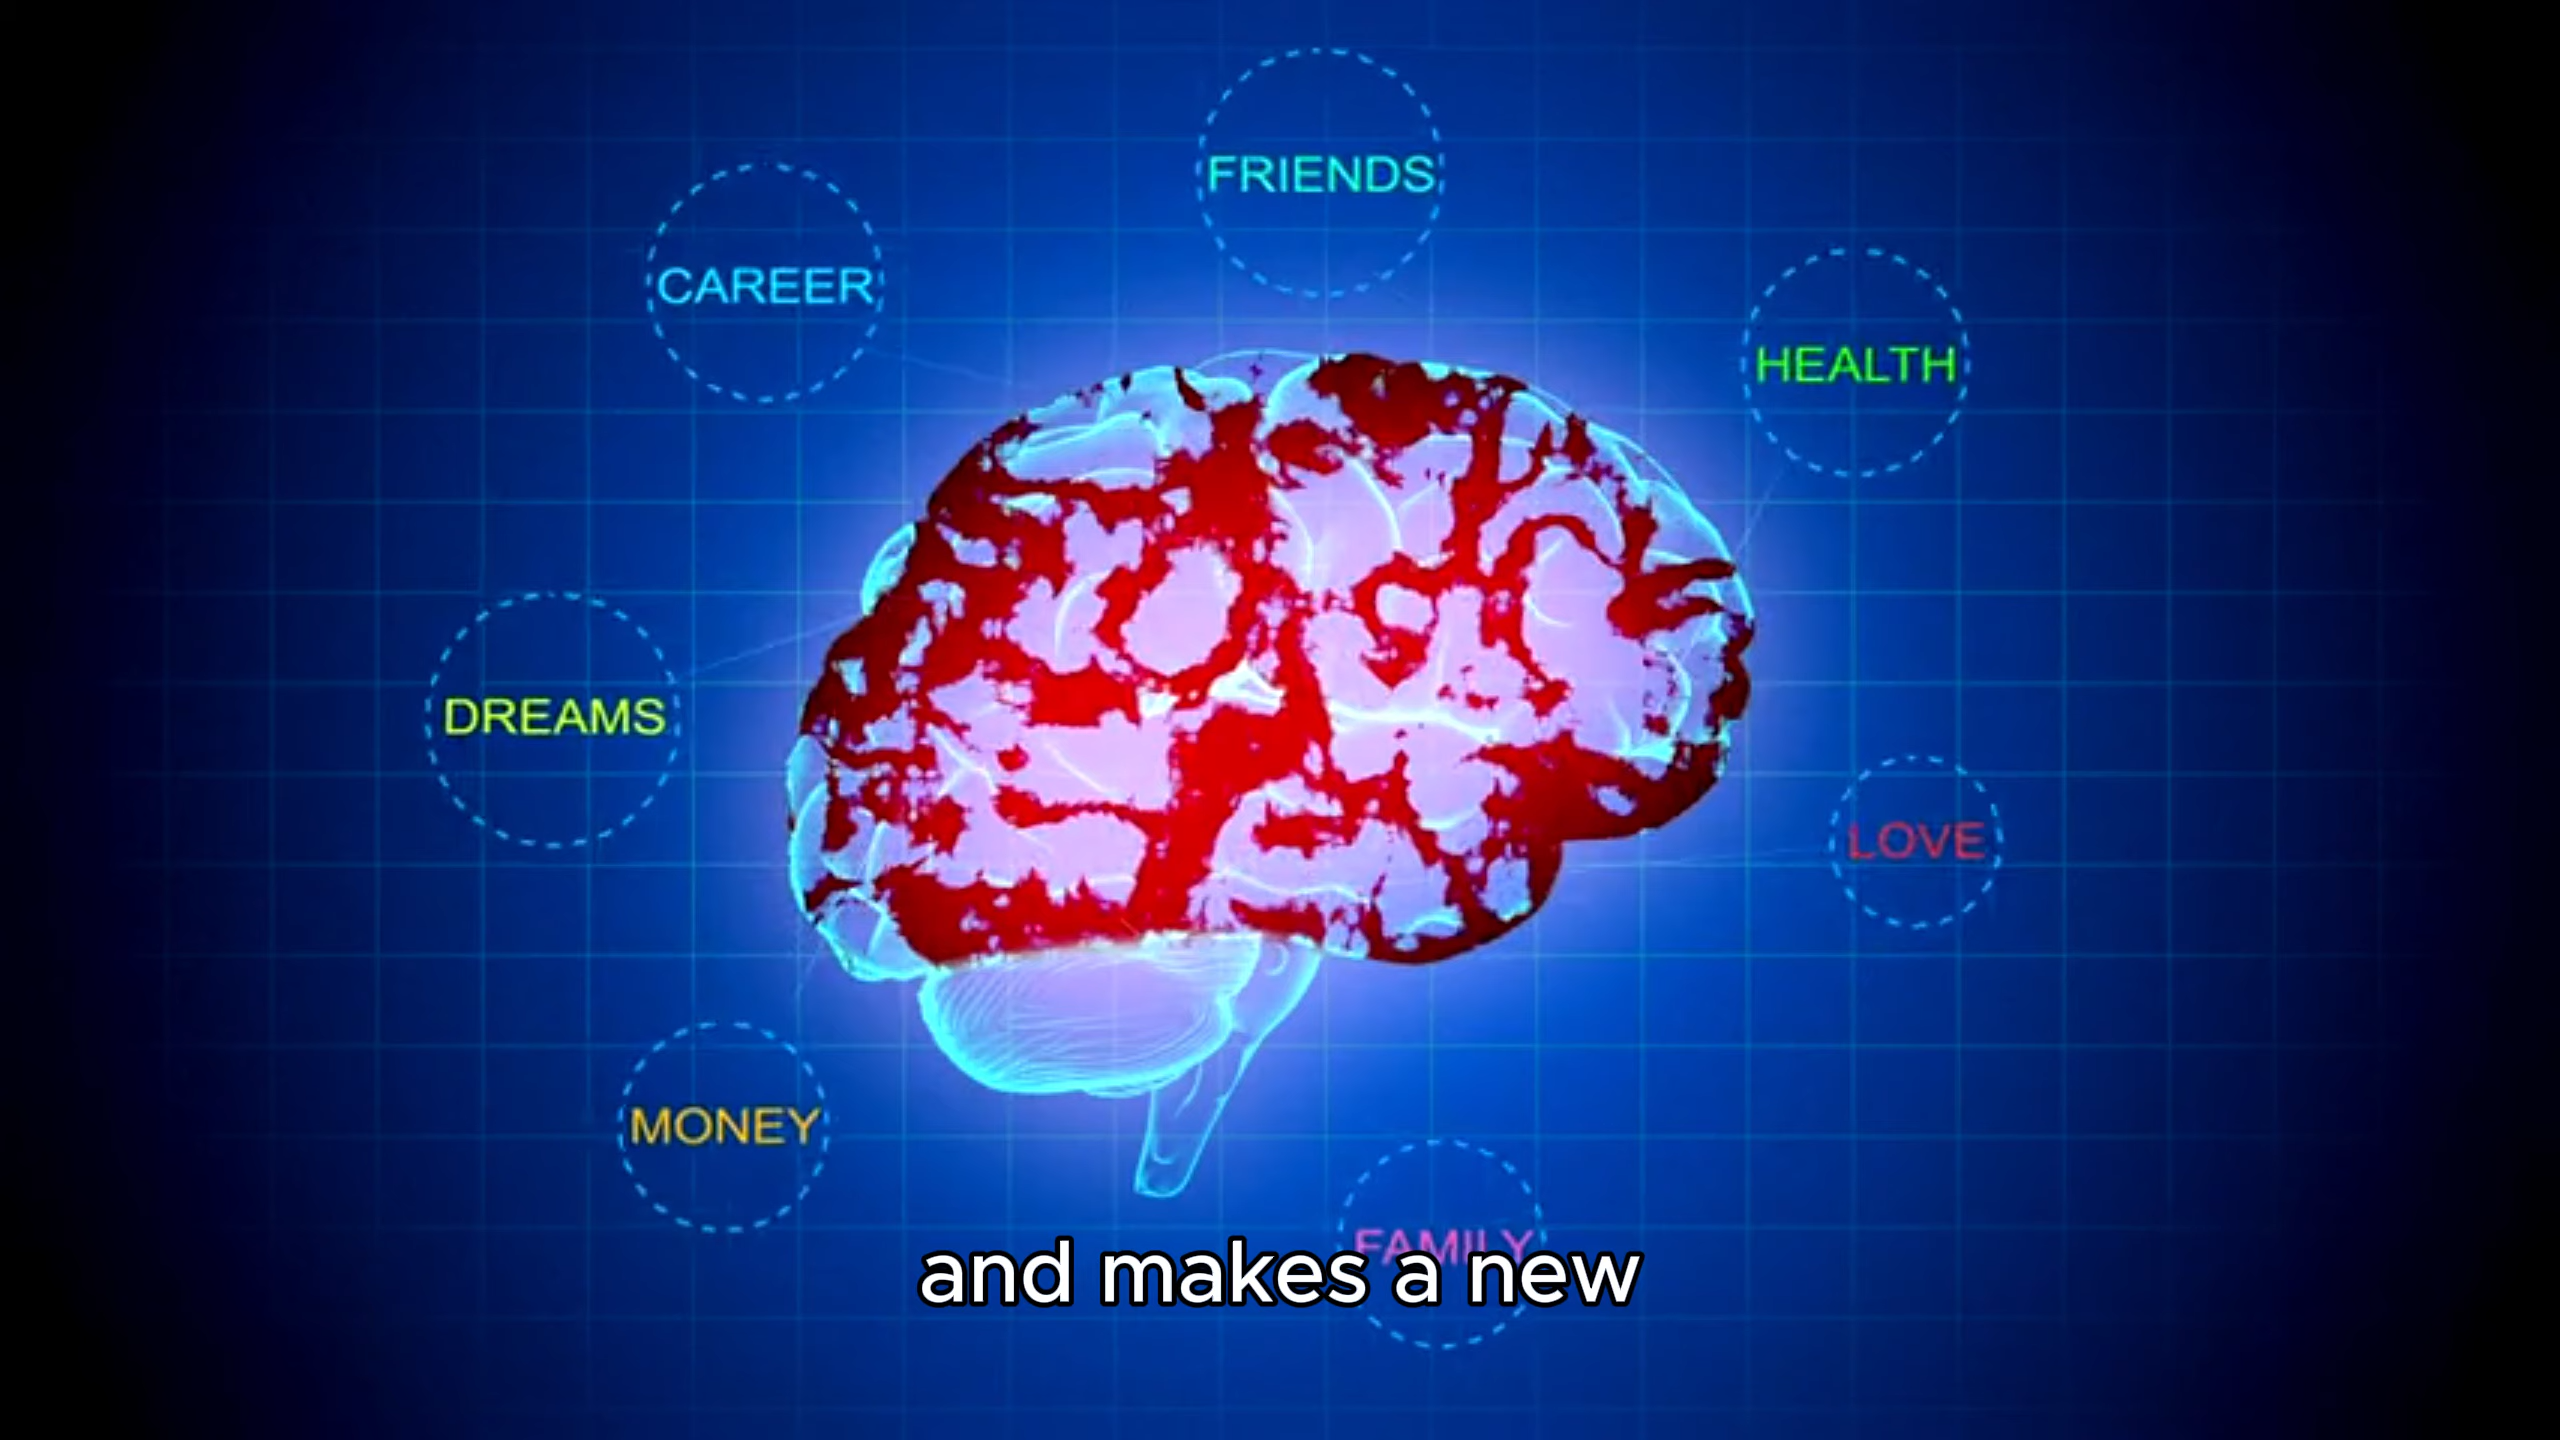 FRIENDS
CAREER
HEALTH
DREAMS
LOVE
MONEY
FAMILY
and makes a new